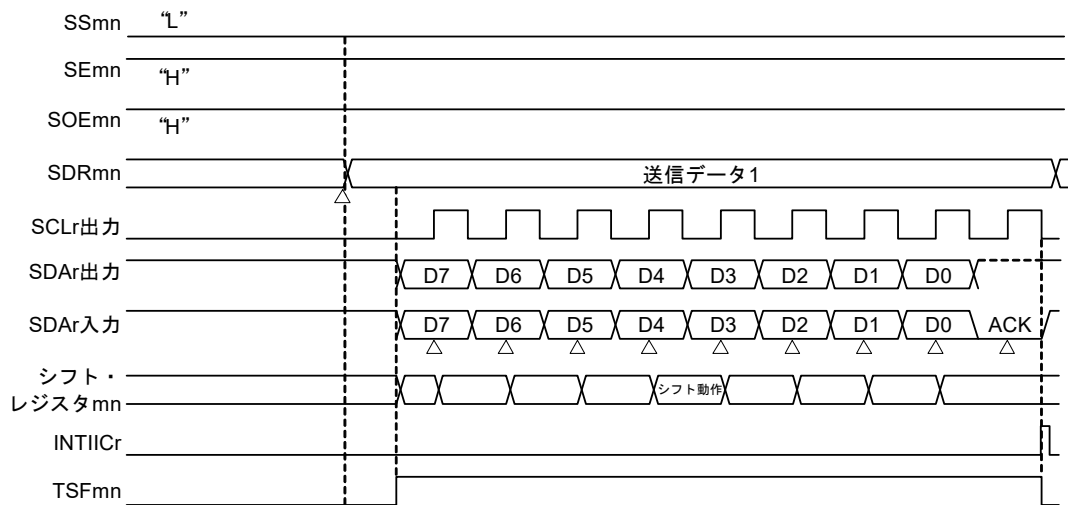 SSmn “L”
SEmn “H”
SOEmn “H”
SDRmn 送信データ1
SCLr出力
SDAr出力 D7 D6 D5 D4 D3 D2 D1 D0
SDAr入力 D7 D6 D5 D4 D3 D2 D1 D0 ACK
シフト・
レジスタmn シフト動作
INTIICr
TSFmn